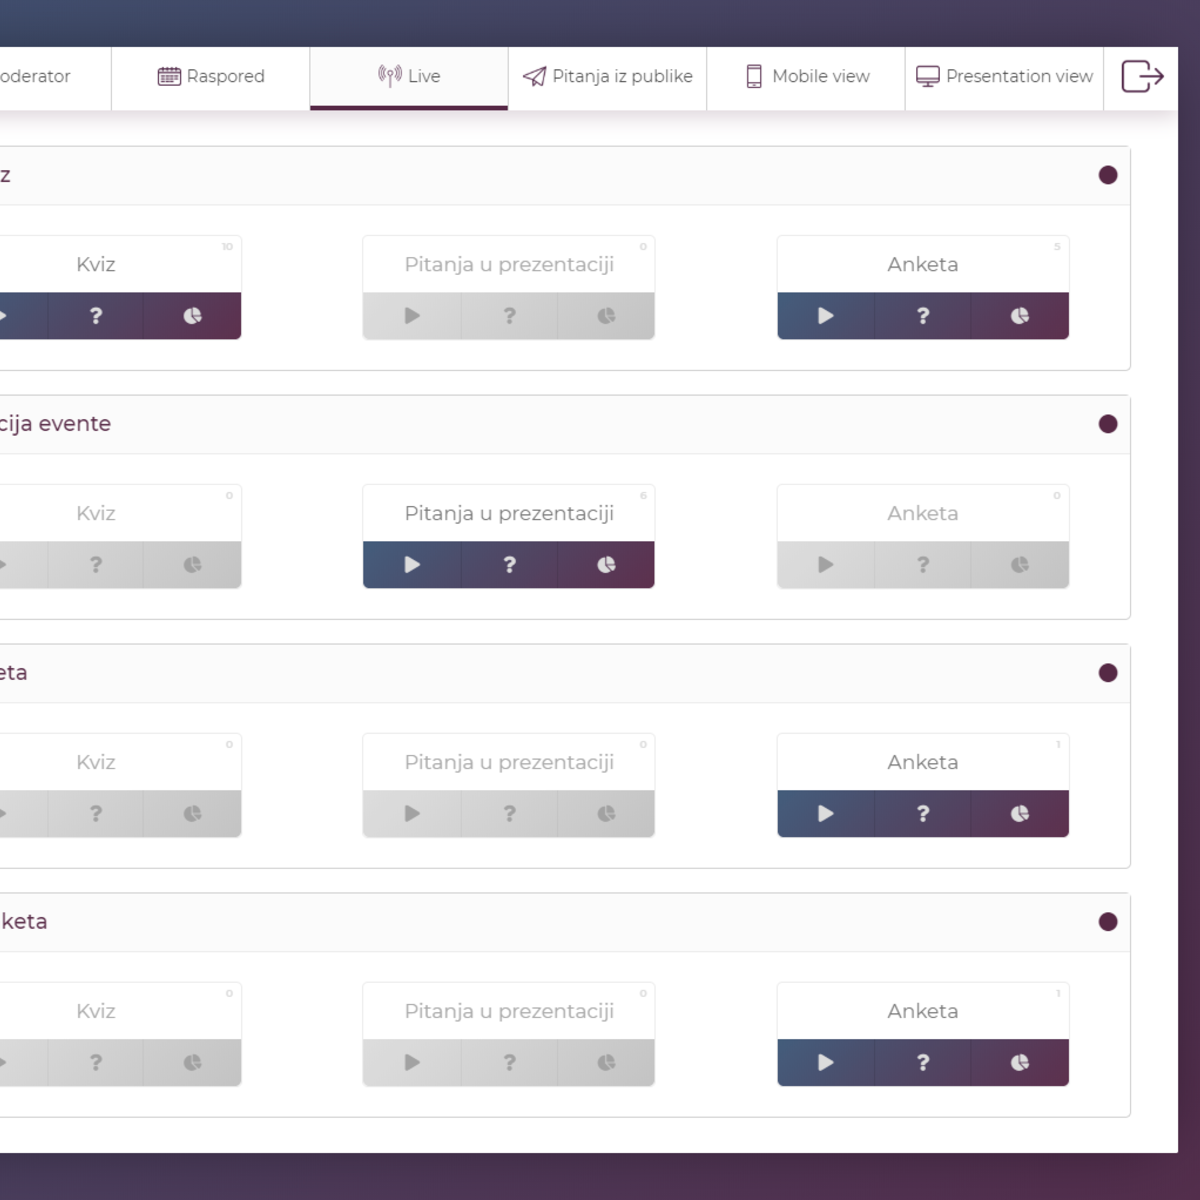 oderator Raspored Live Pitanja iz publike Mobile view Presentation view
z
10 0 5
Kviz Pitanja u prezentaciji Anketa
? ? ?
cija evente
0 6 0
Kviz Pitanja u prezentaciji Anketa
? ? ?
eta
0 0 1
Kviz Pitanja u prezentaciji Anketa
? ? ?
keta
0 0 1
Kviz Pitanja u prezentaciji Anketa
? ? ?